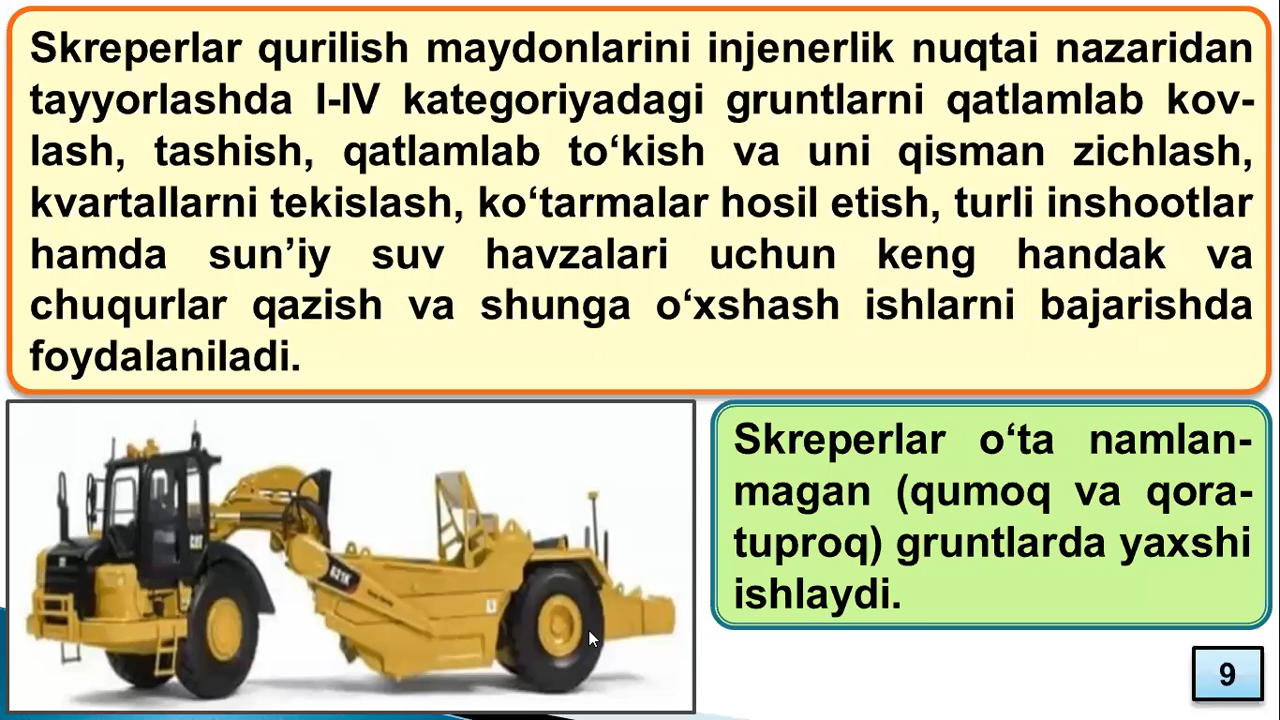 Skreperlar qurilish maydonlarini injenerlik nuqtai nazaridan
tayyorlashda I-IV kategoriyadagi gruntlarni qatlamlab kov-
lash, tashish, qatlamlab to‘kish va uni qisman zichlash,
kvartallarni tekislash, ko‘tarmalar hosil etish, turli inshootlar
hamda sun’iy suv havzalari uchun keng handak va
chuqurlar qazish va shunga o‘xshash ishlarni bajarishda
foydalaniladi.
CAT
621K
Skreperlar o‘ta namlan-
magan (qumoq va qora-
tuproq) gruntlarda yaxshi
ishlaydi.
9